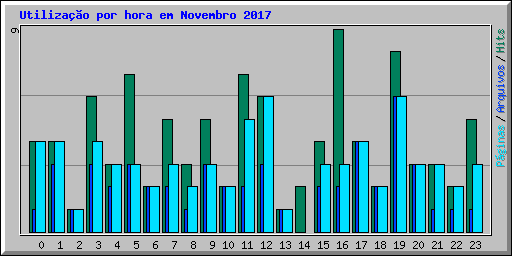 Utilização por hora em Novembro 2017
9
Páginas / Arquivos / Hits
0 1 2 3 4 5 6 7 8 9 10 11 12 13 14 15 16 17 18 19 20 21 22 23